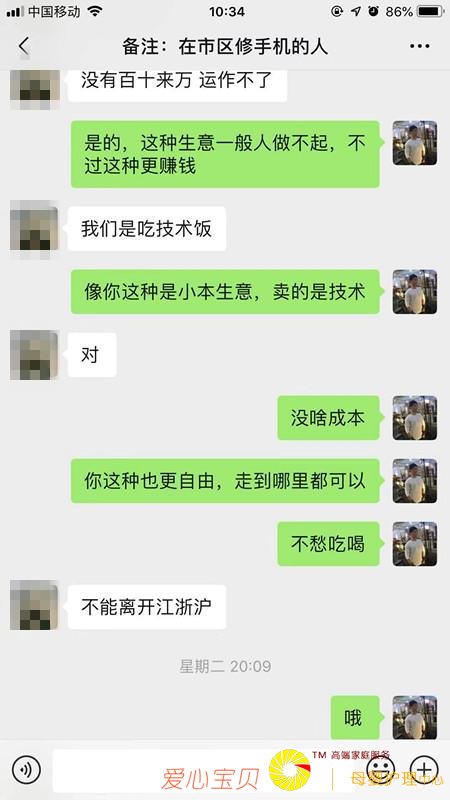 中国移动 10:34 86%
备注：在市区修手机的人
没有百十来万 运作不了
是的，这种生意一般人做不起，不
过这种更赚钱
我们是吃技术饭
像你这种是小本生意，卖的是技术
对
没啥成本
你这种也更自由，走到哪里都可以
不愁吃喝
不能离开江浙沪
星期二 20:09
哦
TM 高端家庭服务
爱心宝贝 | 母婴护理中心